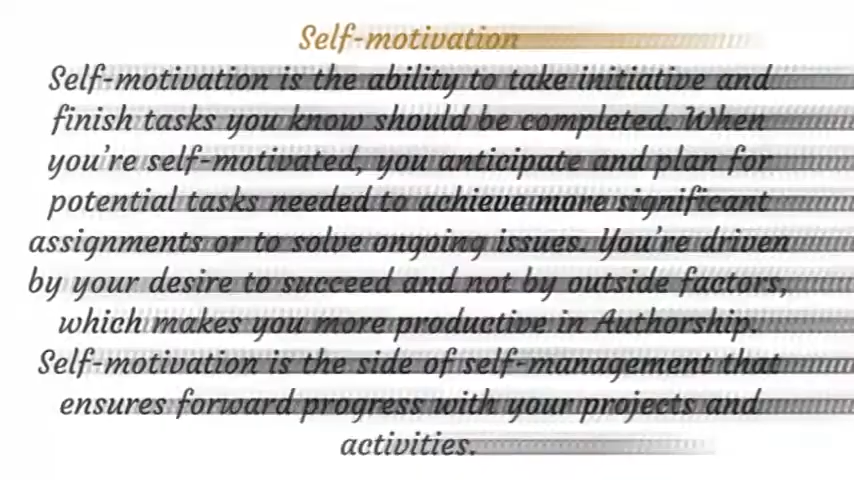 Self-motivation
Self-motivation is the ability to take initiative and
finish tasks you know should be completed. When
you're self-motivated, you anticipate and plan for
potential tasks needed to achieve more significant
assignments or to solve ongoing issues. You're driven
by your desire to succeed and not by outside factors,
which makes you more productive in Authorship.
Self-motivation is the side of self-management that
ensures forward progress with your projects and
activities.